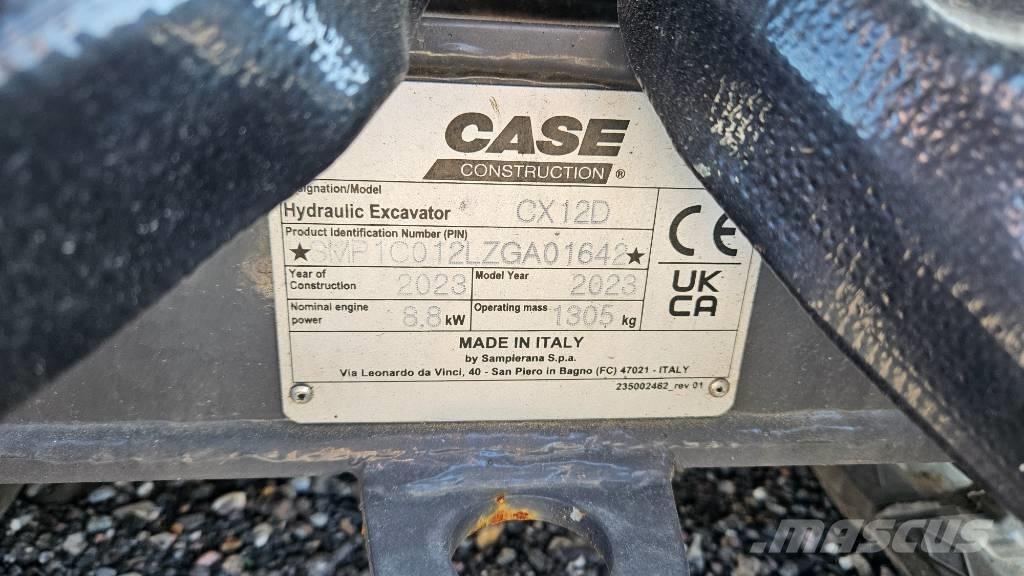 CASE
CONSTRUCTION ®
signation/Model
Hydraulic Excavator CX12D
Product Identification Number (PIN)
★SMP1C012LZGA01642★
Year of Construction 2023 Model Year 2023
Nominal engine power 8.8 kW Operating mass 1305 kg
CE
UK
CA
MADE IN ITALY
by Sampierana S.p.a.
Via Leonardo da Vinci, 40 - San Piero in Bagno (FC) 47021 - ITALY
235002462_rev 01
mascus